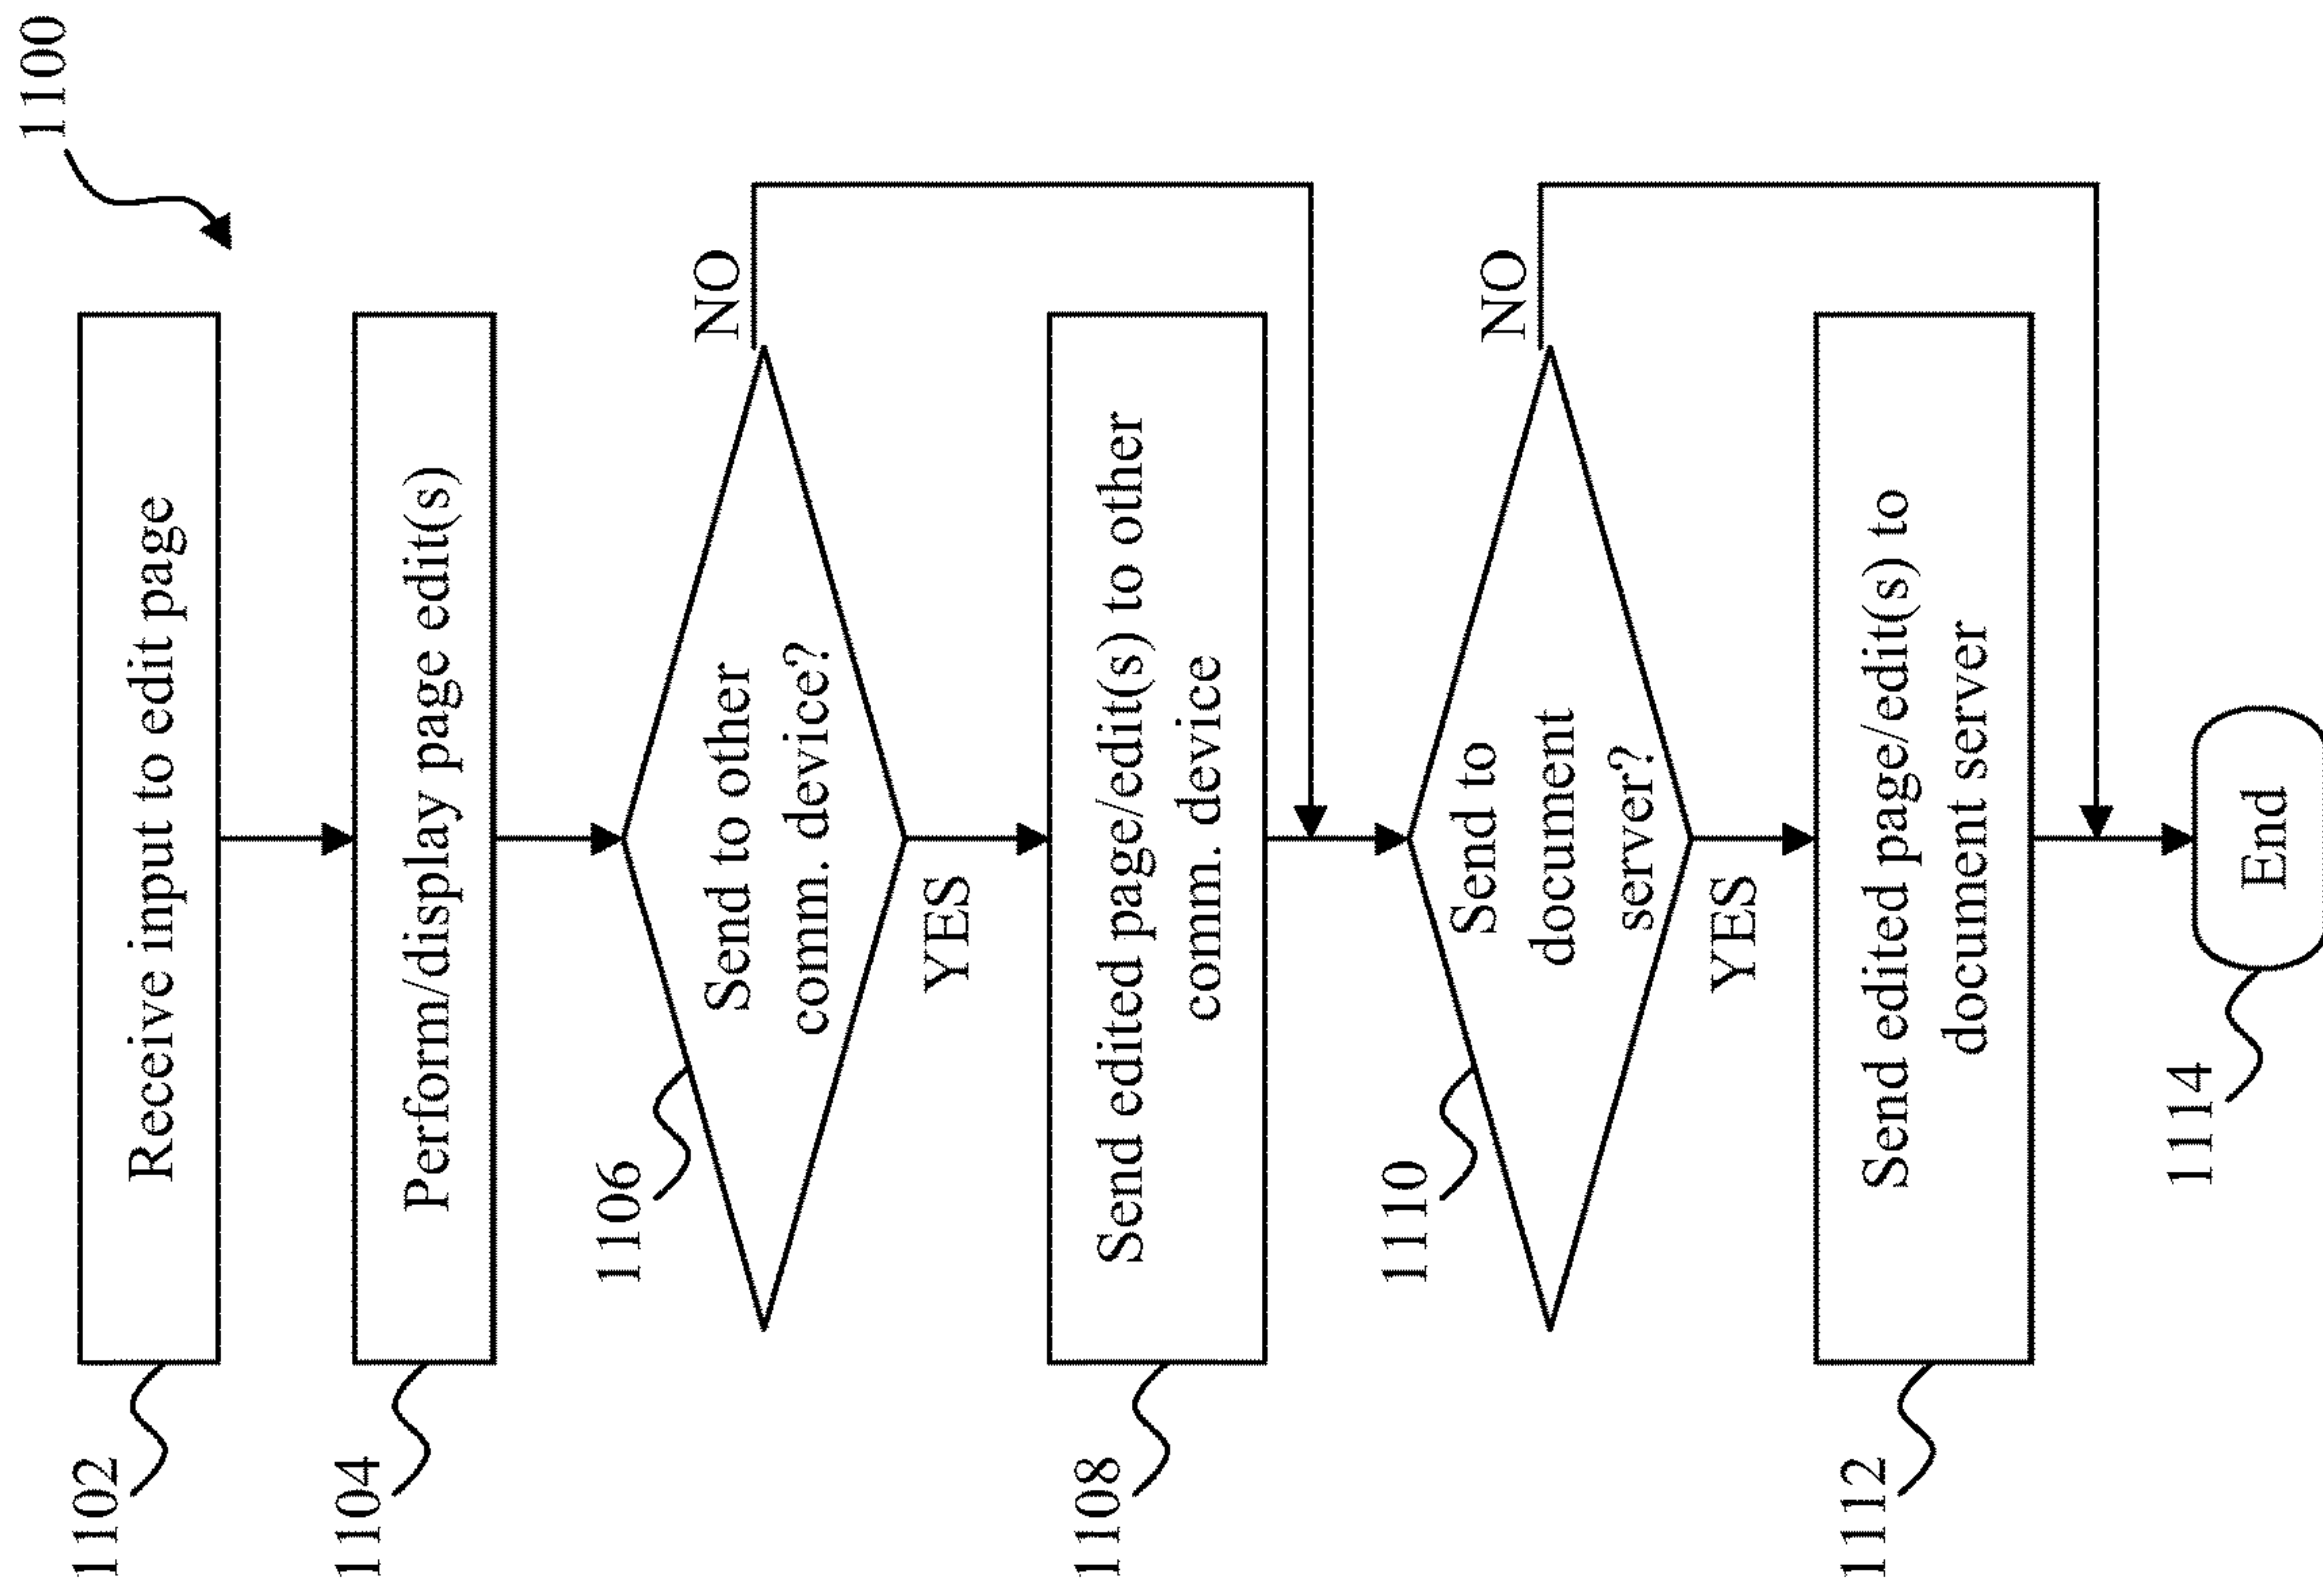 1100
1102
Receive input to edit page
1104
Perform/display page edit(s)
1106
Send to other
comm. device?
NO
YES
1108
Send edited page/edit(s) to other
comm. device
1110
Send to
document
server?
NO
YES
1112
Send edited page/edit(s) to
document server
1114
End